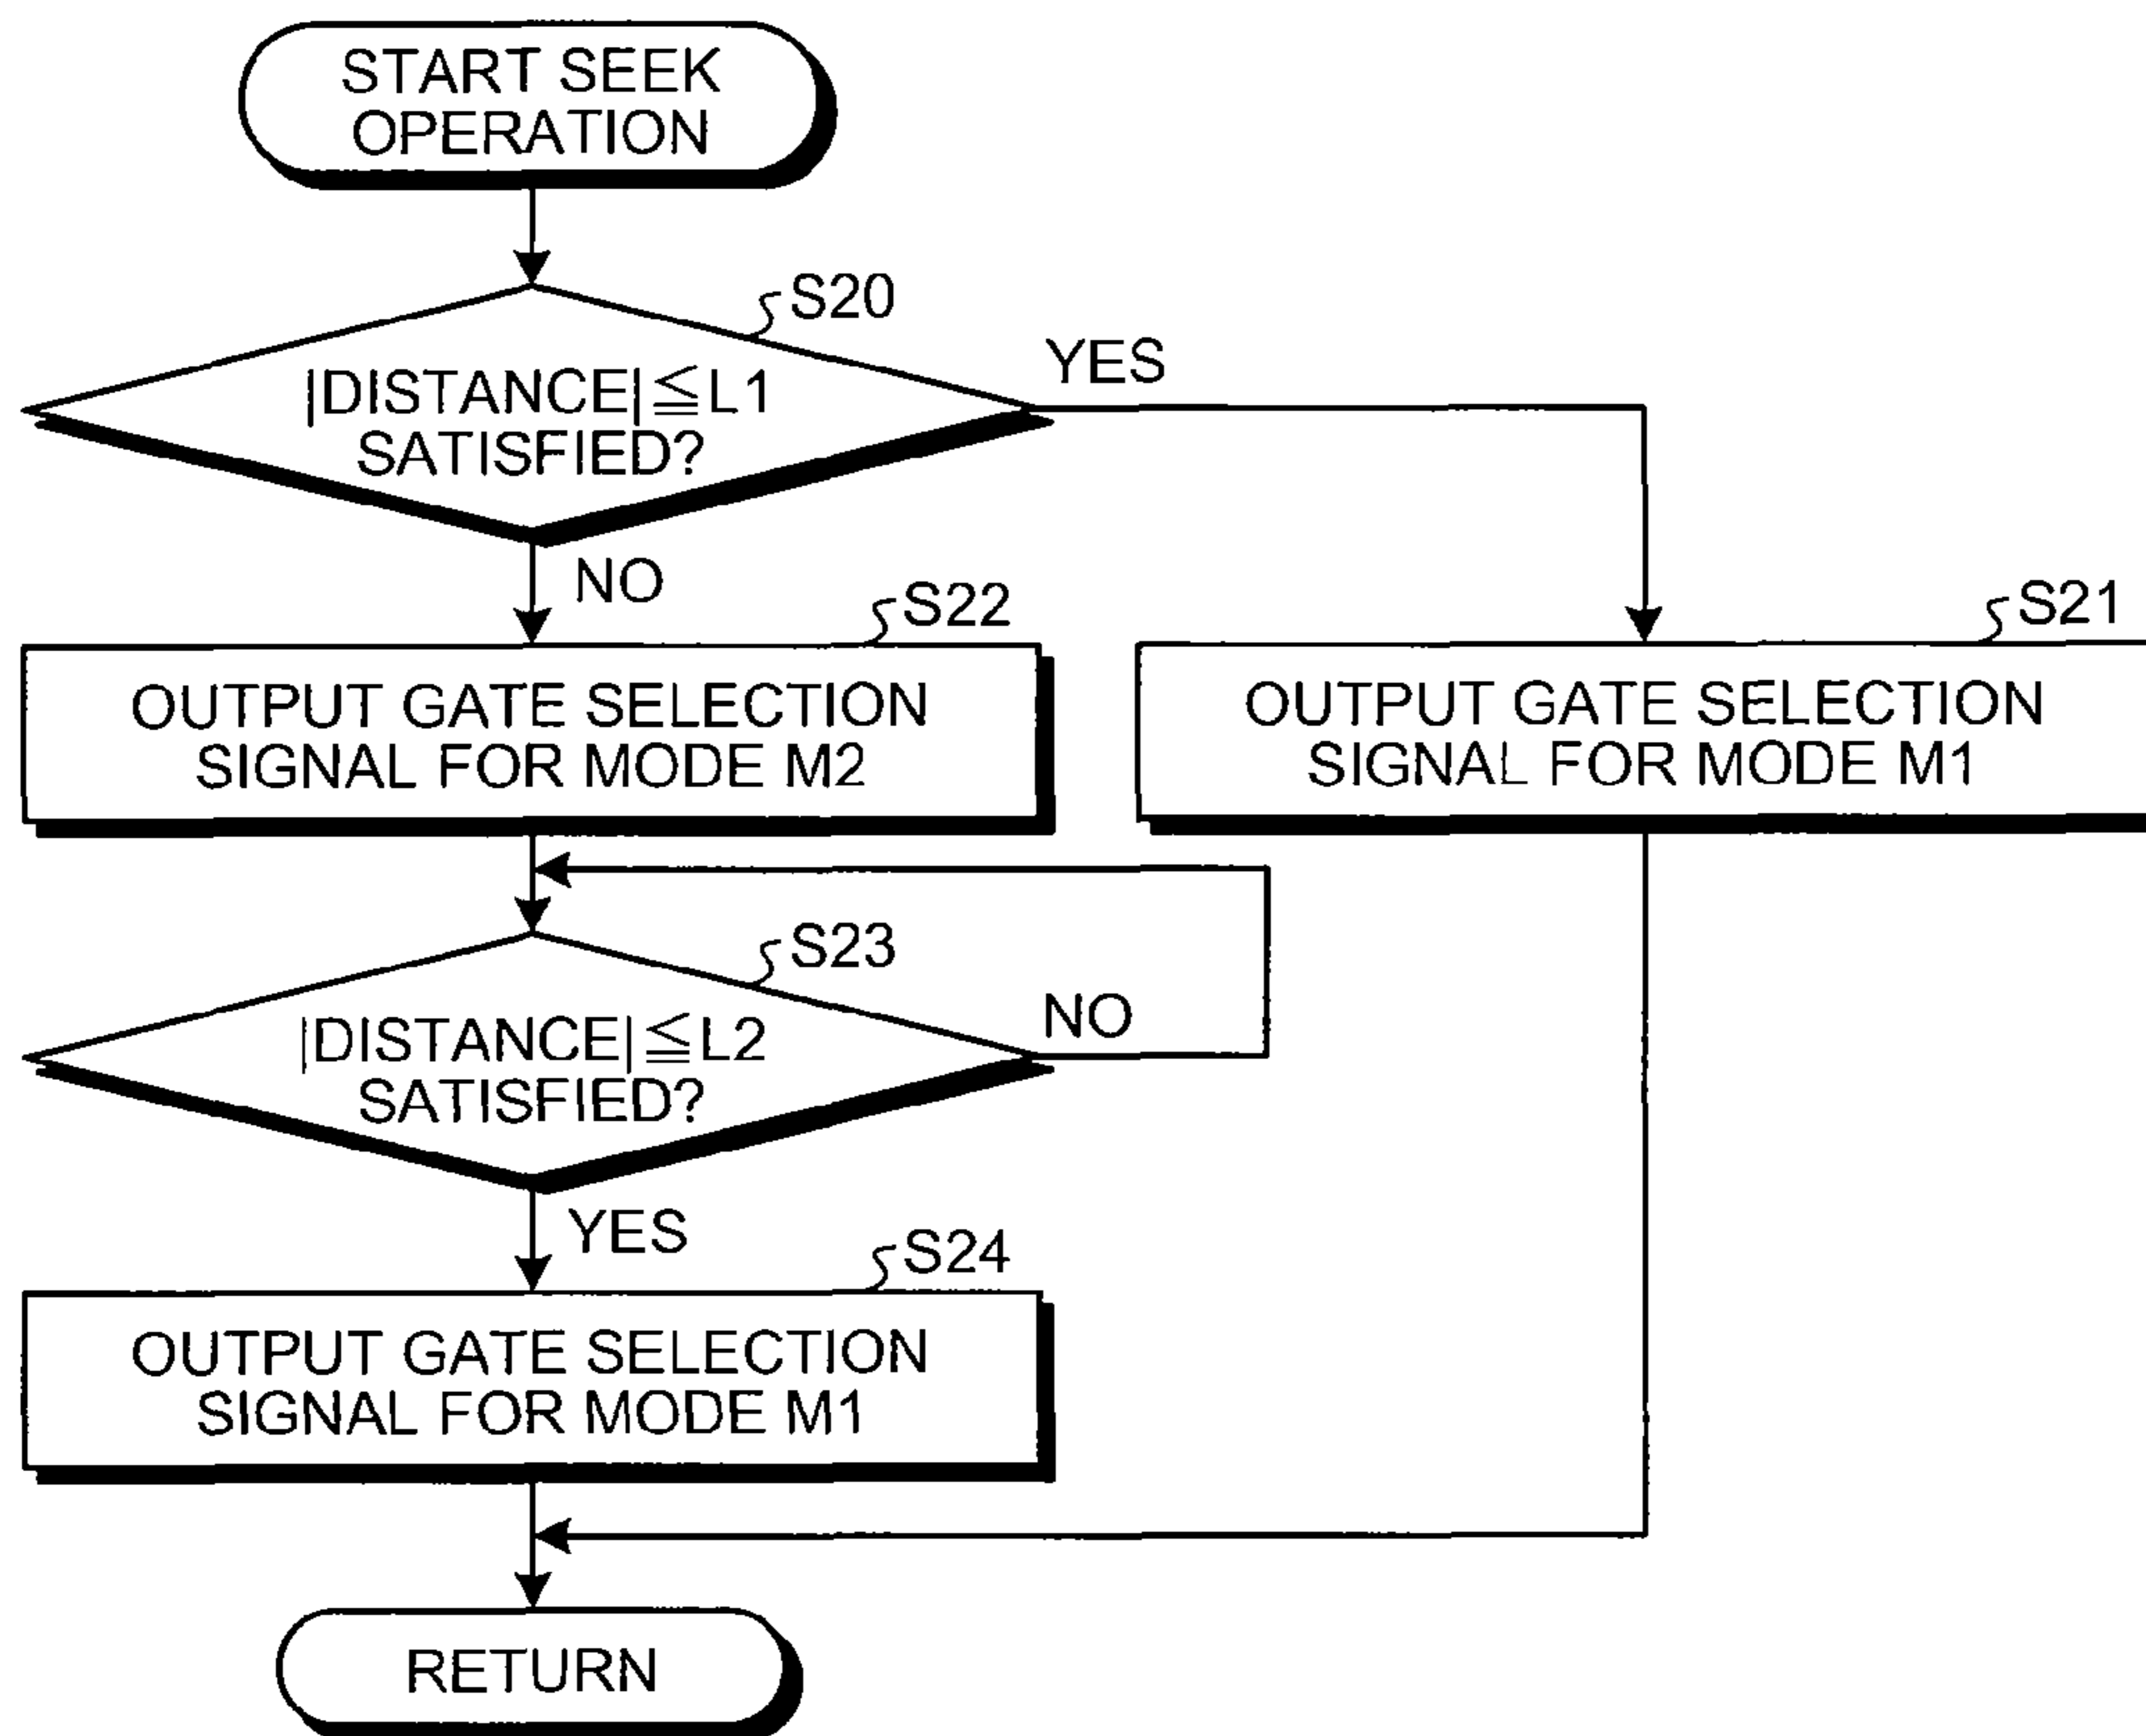 START SEEK
OPERATION
S20
|DISTANCE|≦L1
SATISFIED?
YES
NO
S22
OUTPUT GATE SELECTION
SIGNAL FOR MODE M2
S21
OUTPUT GATE SELECTION
SIGNAL FOR MODE M1
S23
|DISTANCE|≦L2
SATISFIED?
NO
YES
S24
OUTPUT GATE SELECTION
SIGNAL FOR MODE M1
RETURN